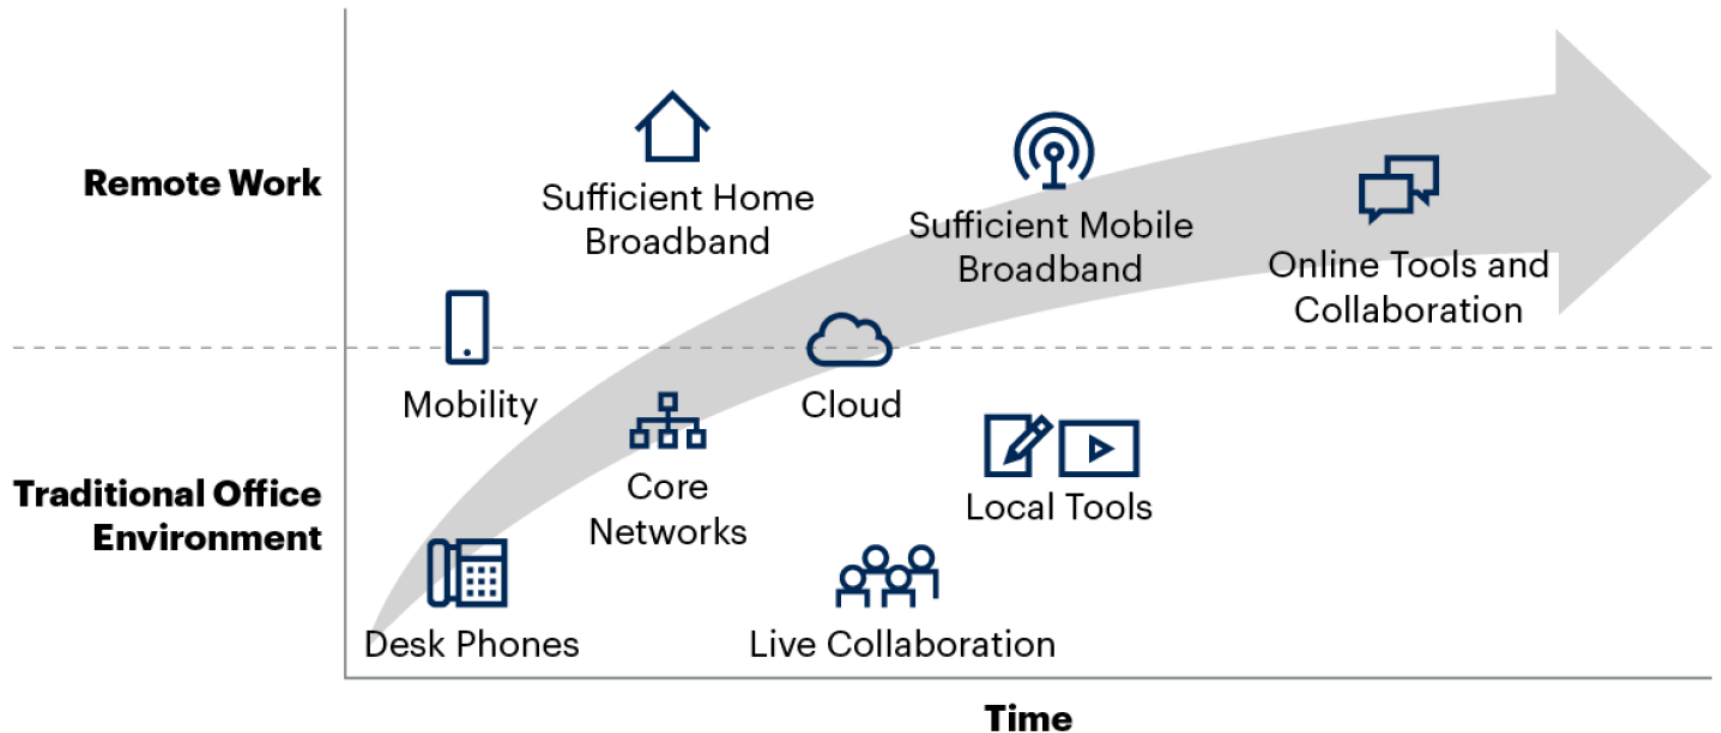 Remote Work
Sufficient Home
Broadband
Sufficient Mobile
Broadband
Online Tools and
Collaboration
Mobility
Cloud
Traditional Office
Environment
Core
Networks
Local Tools
Desk Phones
Live Collaboration
Time